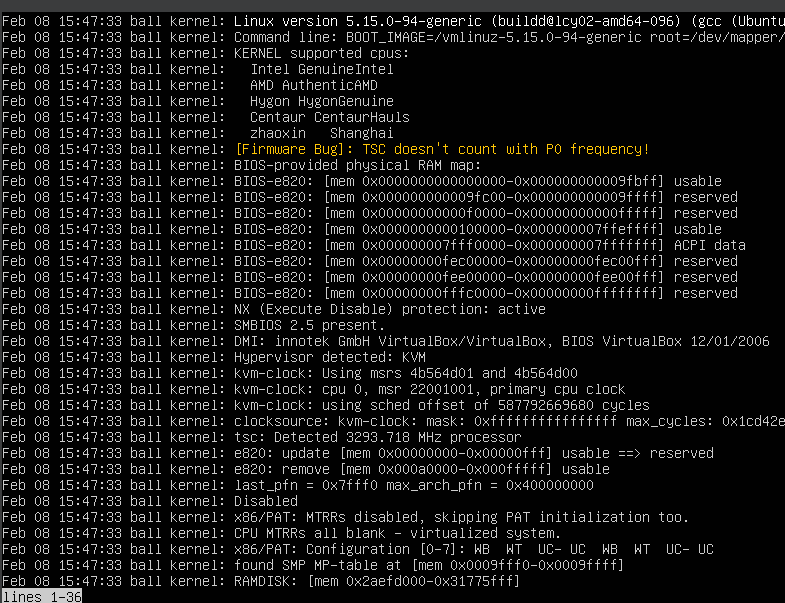 Feb 08 15:47:33 ball kernel: Linux version 5.15.0-94-generic (buildd@lcy02-amd64-096) (gcc (Ubuntu
Feb 08 15:47:33 ball kernel: Command line: BOOT_IMAGE=/vmlinuz-5.15.0-94-generic root=/dev/mapper/
Feb 08 15:47:33 ball kernel: KERNEL supported cpus:
Feb 08 15:47:33 ball kernel:   Intel GenuineIntel
Feb 08 15:47:33 ball kernel:   AMD AuthenticAMD
Feb 08 15:47:33 ball kernel:   Hygon HygonGenuine
Feb 08 15:47:33 ball kernel:   Centaur CentaurHauls
Feb 08 15:47:33 ball kernel:   zhaoxin   Shanghai
Feb 08 15:47:33 ball kernel: [Firmware Bug]: TSC doesn't count with P0 frequency!
Feb 08 15:47:33 ball kernel: BIOS-provided physical RAM map:
Feb 08 15:47:33 ball kernel: BIOS-e820: [mem 0x0000000000000000-0x000000000009fbff] usable
Feb 08 15:47:33 ball kernel: BIOS-e820: [mem 0x000000000009fc00-0x000000000009ffff] reserved
Feb 08 15:47:33 ball kernel: BIOS-e820: [mem 0x00000000000f0000-0x00000000000fffff] reserved
Feb 08 15:47:33 ball kernel: BIOS-e820: [mem 0x0000000000100000-0x000000007ffeffff] usable
Feb 08 15:47:33 ball kernel: BIOS-e820: [mem 0x000000007fff0000-0x000000007fffffff] ACPI data
Feb 08 15:47:33 ball kernel: BIOS-e820: [mem 0x00000000fec00000-0x00000000fec00fff] reserved
Feb 08 15:47:33 ball kernel: BIOS-e820: [mem 0x00000000fee00000-0x00000000fee00fff] reserved
Feb 08 15:47:33 ball kernel: BIOS-e820: [mem 0x00000000fffc0000-0x00000000ffffffff] reserved
Feb 08 15:47:33 ball kernel: NX (Execute Disable) protection: active
Feb 08 15:47:33 ball kernel: SMBIOS 2.5 present.
Feb 08 15:47:33 ball kernel: DMI: innotek GmbH VirtualBox/VirtualBox, BIOS VirtualBox 12/01/2006
Feb 08 15:47:33 ball kernel: Hypervisor detected: KVM
Feb 08 15:47:33 ball kernel: kvm-clock: Using msrs 4b564d01 and 4b564d00
Feb 08 15:47:33 ball kernel: kvm-clock: cpu 0, msr 22001001, primary cpu clock
Feb 08 15:47:33 ball kernel: kvm-clock: using sched offset of 587792669680 cycles
Feb 08 15:47:33 ball kernel: clocksource: kvm-clock: mask: 0xffffffffffffffff max_cycles: 0x1cd42e
Feb 08 15:47:33 ball kernel: tsc: Detected 3293.718 MHz processor
Feb 08 15:47:33 ball kernel: e820: update [mem 0x00000000-0x00000fff] usable ==> reserved
Feb 08 15:47:33 ball kernel: e820: remove [mem 0x000a0000-0x000fffff] usable
Feb 08 15:47:33 ball kernel: last_pfn = 0x7fff0 max_arch_pfn = 0x400000000
Feb 08 15:47:33 ball kernel: Disabled
Feb 08 15:47:33 ball kernel: x86/PAT: MTRRs disabled, skipping PAT initialization too.
Feb 08 15:47:33 ball kernel: CPU MTRRs all blank - virtualized system.
Feb 08 15:47:33 ball kernel: x86/PAT: Configuration [0-7]: WB  WT  UC- UC  WB  WT  UC- UC
Feb 08 15:47:33 ball kernel: found SMP MP-table at [mem 0x0009fff0-0x0009ffff]
Feb 08 15:47:33 ball kernel: RAMDISK: [mem 0x2aefd000-0x31775fff]
lines 1-36